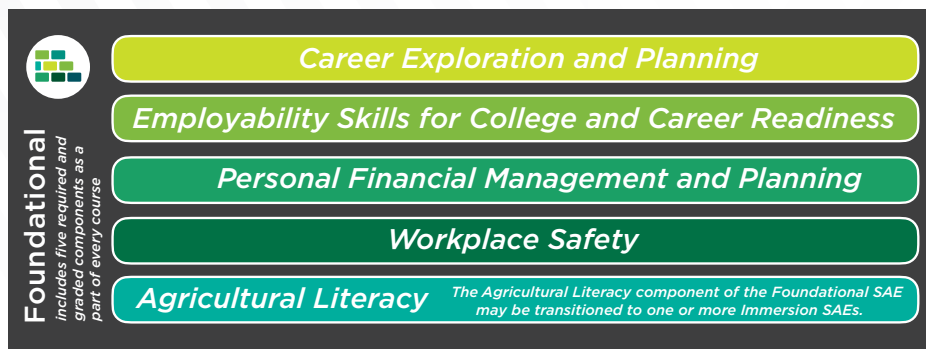 Foundational
includes five required and
graded components as a
part of every course
Career Exploration and Planning
Employability Skills for College and Career Readiness
Personal Financial Management and Planning
Workplace Safety
Agricultural Literacy
The Agricultural Literacy component of the Foundational SAE
may be transitioned to one or more Immersion SAEs.